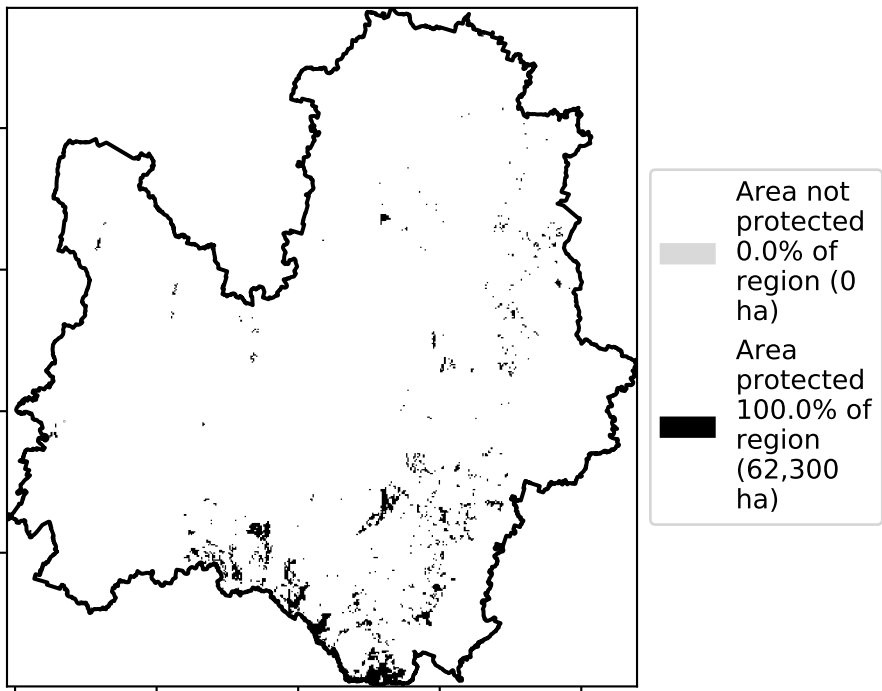 Area not
protected
0.0% of
region (0
ha)
Area
protected
100.0% of
region
(62,300
ha)